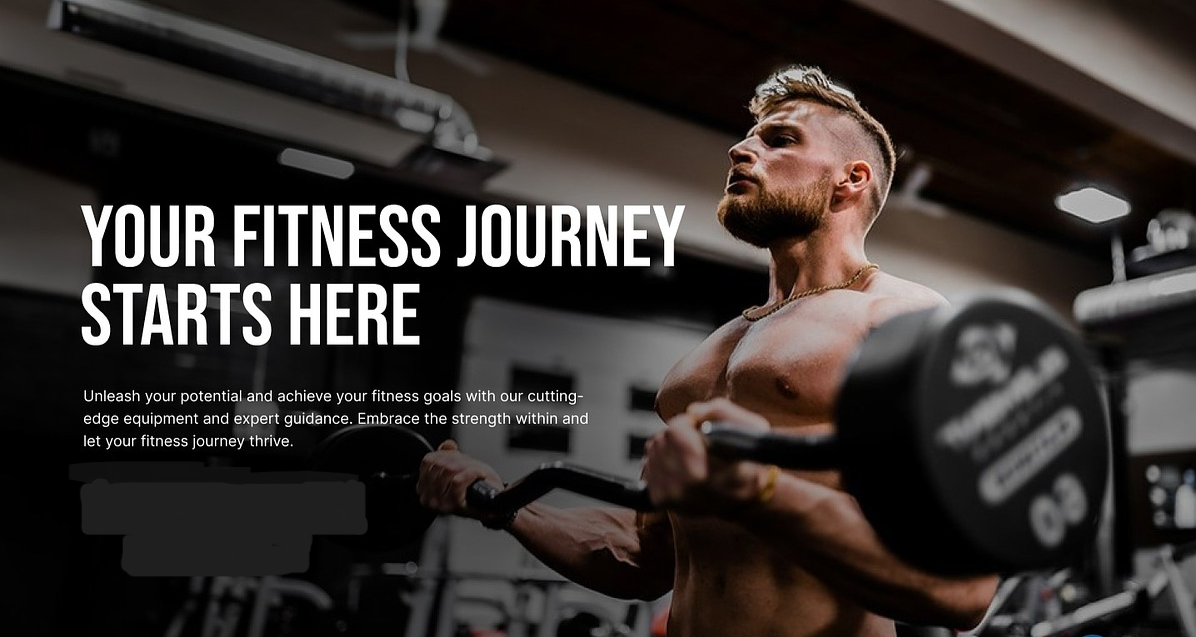 YOUR FITNESS JOURNEY
STARTS HERE
Unleash your potential and achieve your fitness goals with our cutting-
edge equipment and expert guidance. Embrace the strength within and
let your fitness journey thrive.